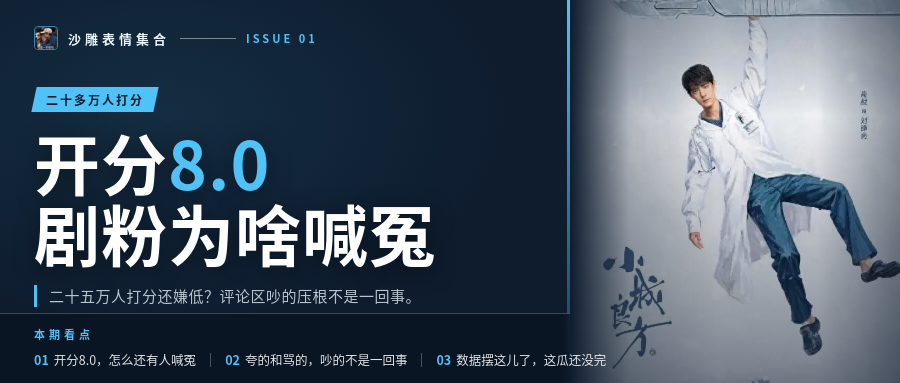 沙雕表情集合
ISSUE 01
二十多万人打分
开分8.0
剧粉为啥喊冤
二十五万人打分还嫌低？评论区吵的压根不是一回事。
本期看点
01 开分8.0，怎么还有人喊冤
02 夸的和骂的，吵的不是一回事
03 数据摆这儿了，这瓜还没完
小城
良方